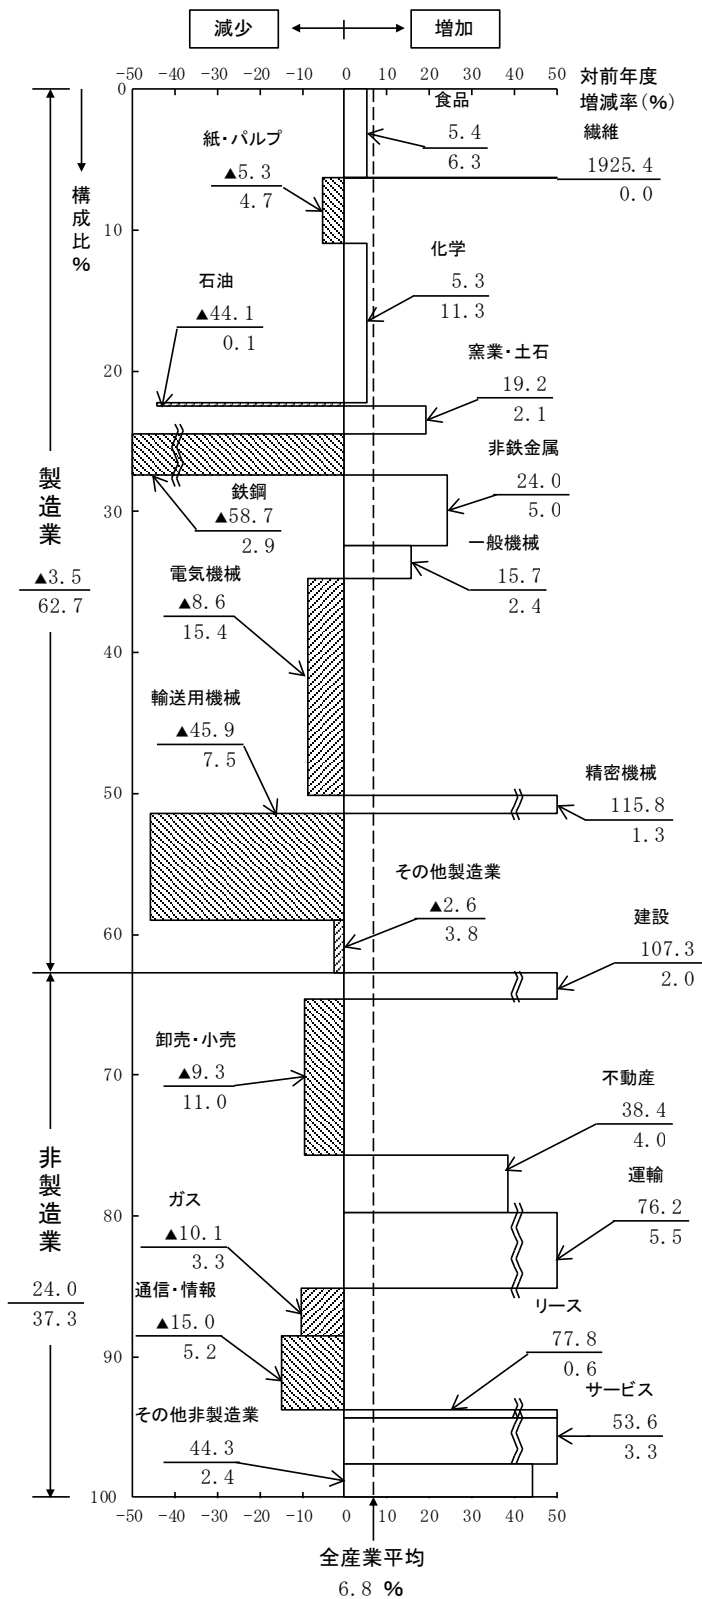 減少
増加
-50 -40 -30 -20 -10 0 10 20 30 40 50
対前年度
増減率(%)
0
10
20
30
40
50
60
70
80
90
100
構成比%
食品
5.4
6.3
繊維
1925.4
0.0
紙・パルプ
▲5.3
4.7
化学
5.3
11.3
石油
▲44.1
0.1
窯業・土石
19.2
2.1
鉄鋼
▲58.7
2.9
非鉄金属
24.0
5.0
一般機械
15.7
2.4
製造業
▲3.5
62.7
電気機械
▲8.6
15.4
輸送用機械
▲45.9
7.5
精密機械
115.8
1.3
その他製造業
▲2.6
3.8
建設
107.3
2.0
卸売・小売
▲9.3
11.0
不動産
38.4
4.0
運輸
76.2
5.5
非製造業
24.0
37.3
ガス
▲10.1
3.3
通信・情報
▲15.0
5.2
リース
77.8
0.6
サービス
53.6
3.3
その他非製造業
44.3
2.4
-50 -40 -30 -20 -10 0 10 20 30 40 50
全産業平均
6.8 %